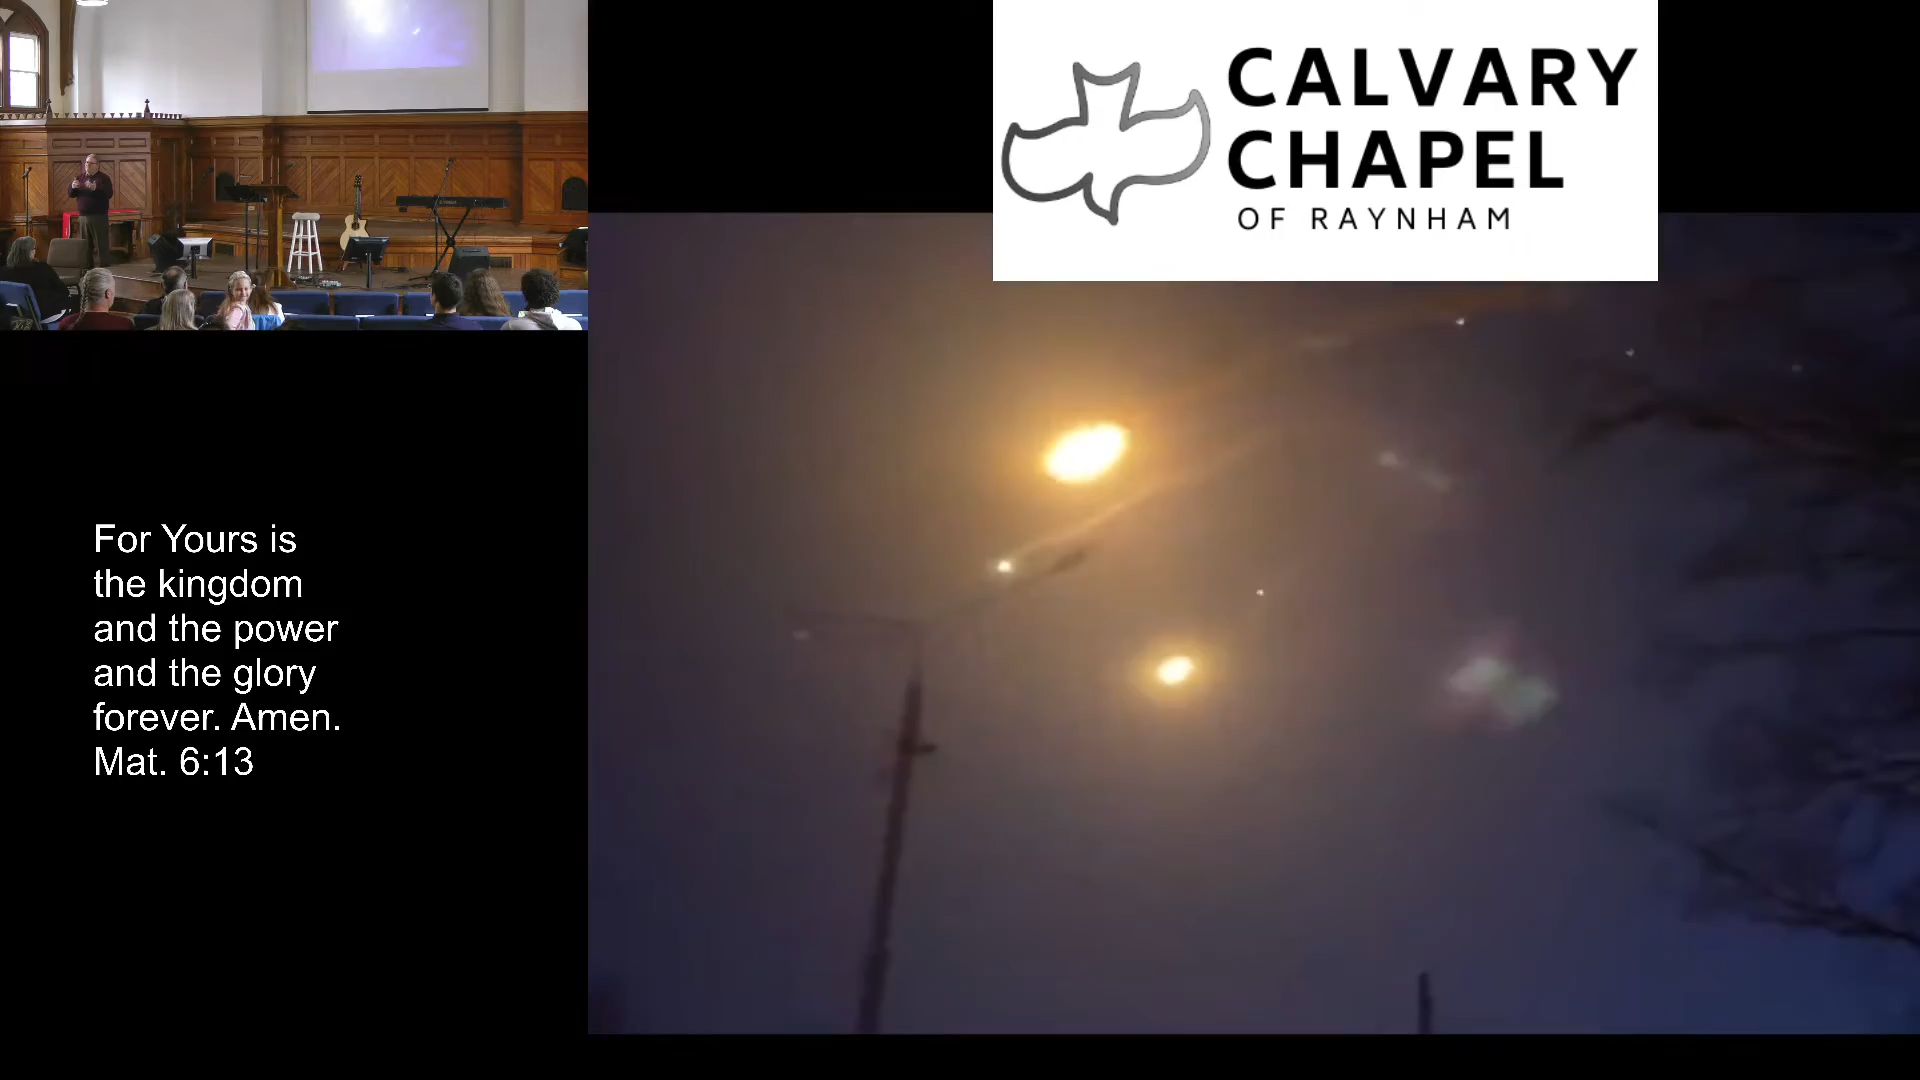 CALVARY
CHAPEL
OF RAYNHAM
For Yours is
the kingdom
and the power
and the glory
forever. Amen.
Mat. 6:13